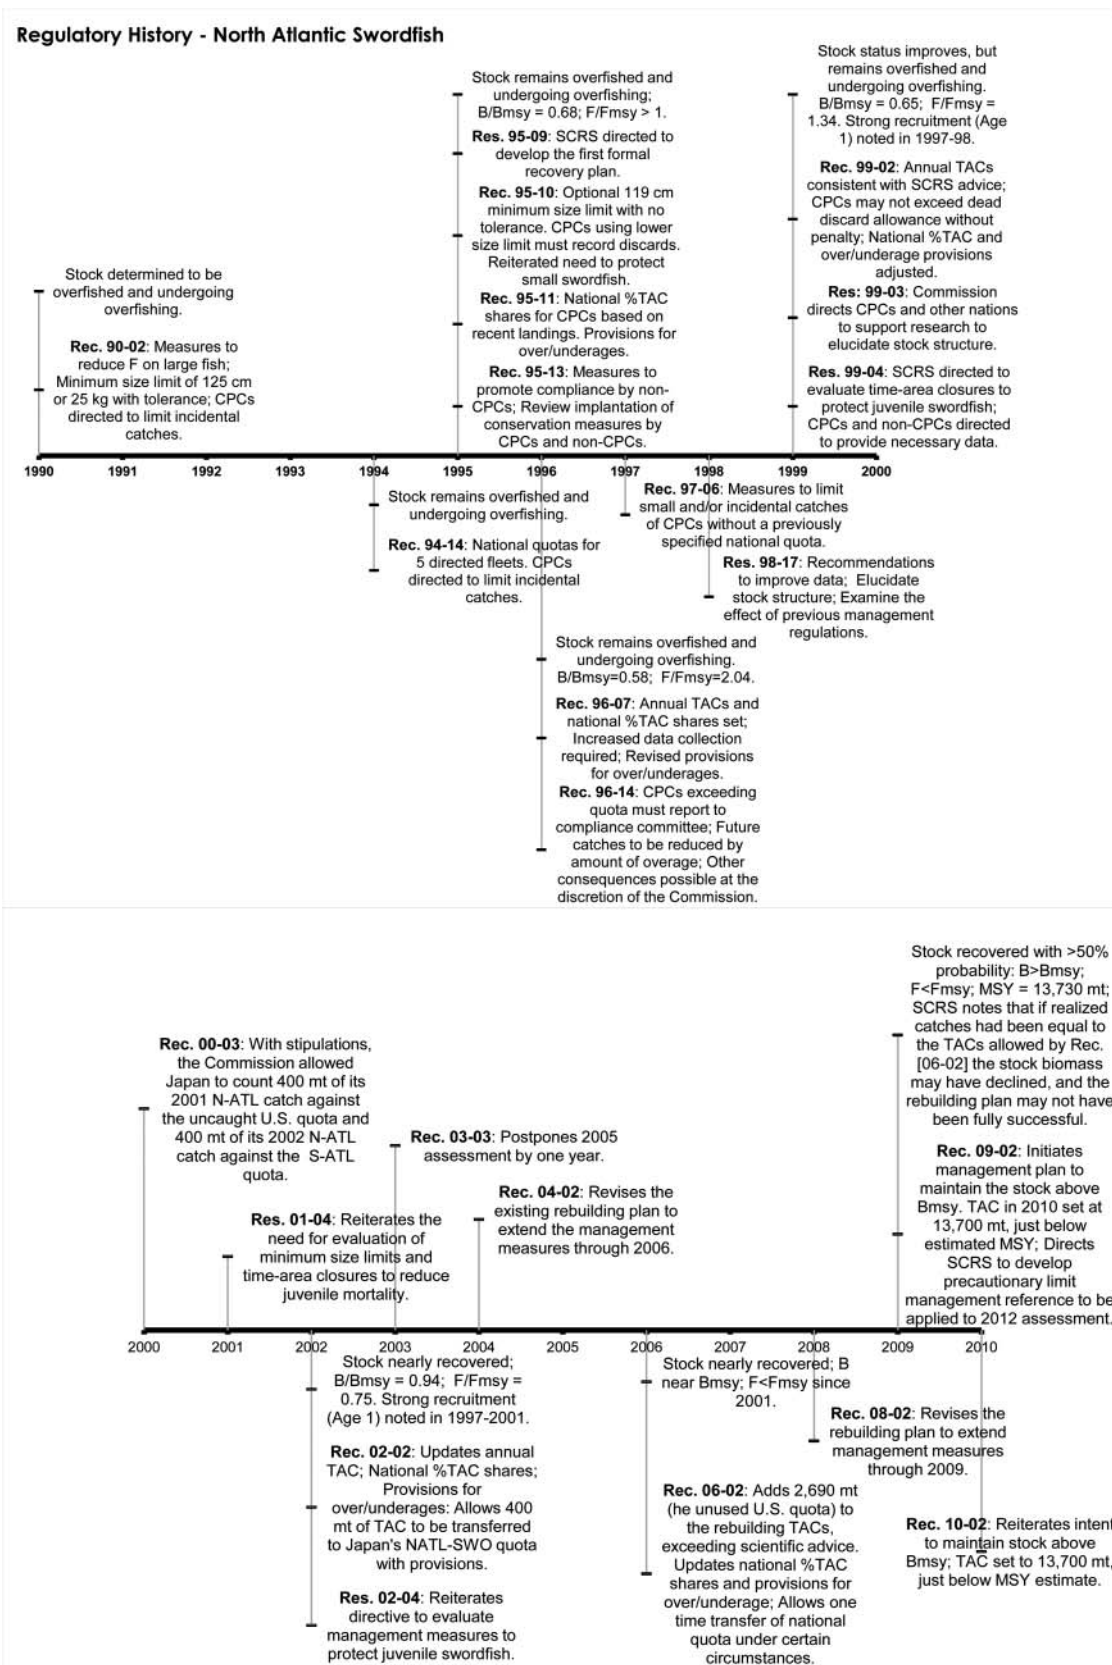 Regulatory History - North Atlantic Swordfish
Stock determined to be
overfished and undergoing
overfishing.
Rec. 90-02: Measures to
reduce F on large fish;
Minimum size limit of 125 cm
or 25 kg with tolerance; CPCs
directed to limit incidental
catches.
Stock remains overfished and
undergoing overfishing;
B/Bmsy = 0.68; F/Fmsy > 1.
Res. 95-09: SCRS directed to
develop the first formal
recovery plan.
Rec. 95-10: Optional 119 cm
minimum size limit with no
tolerance. CPCs using lower
size limit must record discards.
Reiterated need to protect
small swordfish.
Rec. 95-11: National %TAC
shares for CPCs based on
recent landings. Provisions for
over/underages.
Rec. 95-13: Measures to
promote compliance by non-
CPCs; Review implantation of
conservation measures by
CPCs and non-CPCs.
Stock status improves, but
remains overfished and
undergoing overfishing.
B/Bmsy = 0.65; F/Fmsy =
1.34. Strong recruitment (Age
1) noted in 1997-98.
Rec. 99-02: Annual TACs
consistent with SCRS advice;
CPCs may not exceed dead
discard allowance without
penalty; National %TAC and
over/underage provisions
adjusted.
Res: 99-03: Commission
directs CPCs and other nations
to support research to
elucidate stock structure.
Res. 99-04: SCRS directed to
evaluate time-area closures to
protect juvenile swordfish;
CPCs and non-CPCs directed
to provide necessary data.
1990 1991 1992 1993 1994 1995 1996 1997 1998 1999 2000
Stock remains overfished and
undergoing overfishing.
Rec. 94-14: National quotas for
5 directed fleets. CPCs
directed to limit incidental
catches.
Rec. 97-06: Measures to limit
small and/or incidental catches
of CPCs without a previously
specified national quota.
Res. 98-17: Recommendations
to improve data; Elucidate
stock structure; Examine the
effect of previous management
regulations.
Stock remains overfished and
undergoing overfishing.
B/Bmsy=0.58; F/Fmsy=2.04.
Rec. 96-07: Annual TACs and
national %TAC shares set;
Increased data collection
required; Revised provisions
for over/underages.
Rec. 96-14: CPCs exceeding
quota must report to
compliance committee; Future
catches to be reduced by
amount of overage; Other
consequences possible at the
discretion of the Commission.
Rec. 00-03: With stipulations,
the Commission allowed
Japan to count 400 mt of its
2001 N-ATL catch against
the uncaught U.S. quota and
400 mt of its 2002 N-ATL
catch against the S-ATL
quota.
Res. 01-04: Reiterates the
need for evaluation of
minimum size limits and
time-area closures to reduce
juvenile mortality.
Rec. 03-03: Postpones 2005
assessment by one year.
Rec. 04-02: Revises the
existing rebuilding plan to
extend the management
measures through 2006.
Stock recovered with >50%
probability: B>Bmsy;
F<Fmsy; MSY = 13,730 mt;
SCRS notes that if realized
catches had been equal to
the TACs allowed by Rec.
[06-02] the stock biomass
may have declined, and the
rebuilding plan may not have
been fully successful.
Rec. 09-02: Initiates
management plan to
maintain the stock above
Bmsy. TAC in 2010 set at
13,700 mt, just below
estimated MSY; Directs
SCRS to develop
precautionary limit
management reference to be
applied to 2012 assessment.
2000 2001 2002 2003 2004 2005 2006 2007 2008 2009 2010
Stock nearly recovered;
B/Bmsy = 0.94; F/Fmsy =
0.75. Strong recruitment
(Age 1) noted in 1997-2001.
Rec. 02-02: Updates annual
TAC; National %TAC shares;
Provisions for
over/underages: Allows 400
mt of TAC to be transferred
to Japan's NATL-SWO quota
with provisions.
Res. 02-04: Reiterates
directive to evaluate
management measures to
protect juvenile swordfish.
Stock nearly recovered; B
near Bmsy; F<Fmsy since
2001.
Rec. 06-02: Adds 2,690 mt
(he unused U.S. quota) to
the rebuilding TACs,
exceeding scientific advice.
Updates national %TAC
shares and provisions for
over/underage; Allows one
time transfer of national
quota under certain
circumstances.
Rec. 08-02: Revises the
rebuilding plan to extend
management measures
through 2009.
Rec. 10-02: Reiterates intent
to maintain stock above
Bmsy; TAC set to 13,700 mt,
just below MSY estimate.